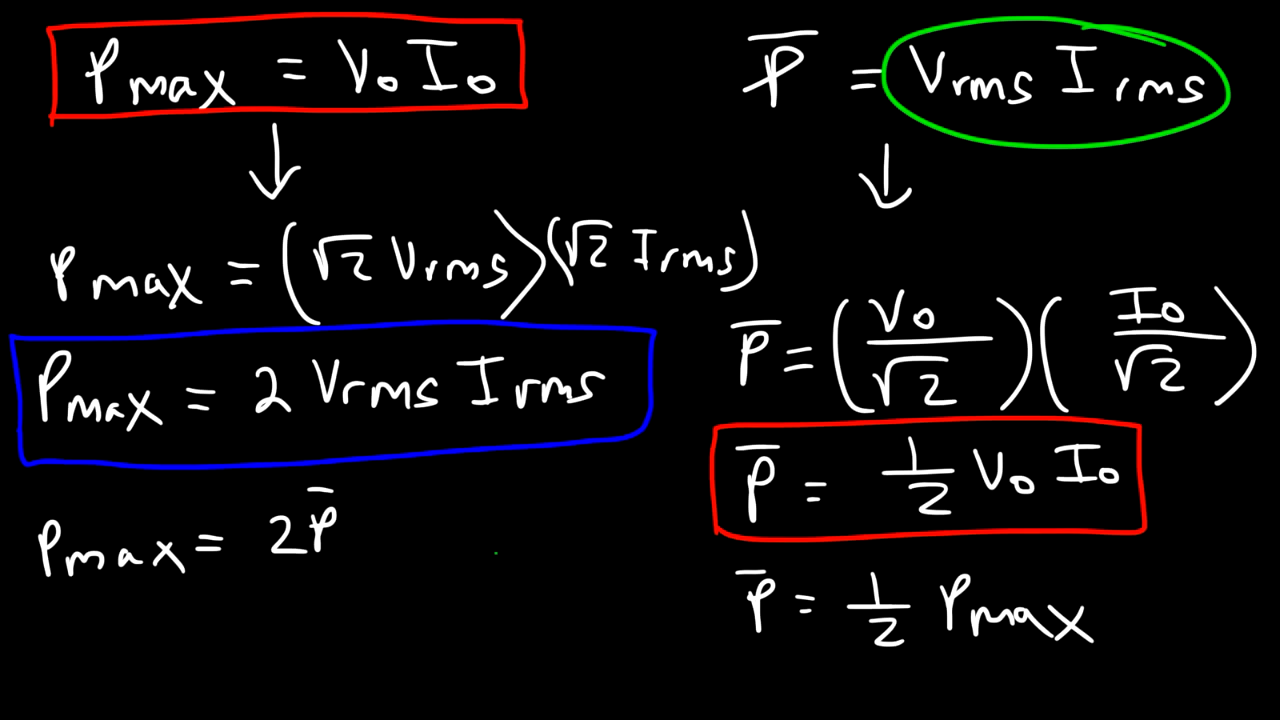 Pmax = V₀ I₀
Pmax = (√2 Vrms)(√2 Irms)
Pmax = 2 Vrms Irms
Pmax = 2P̅
P̅ = Vrms Irms
P̅ = (V₀/√2)(I₀/√2)
P̅ = 1/2 V₀ I₀
P̅ = 1/2 Pmax